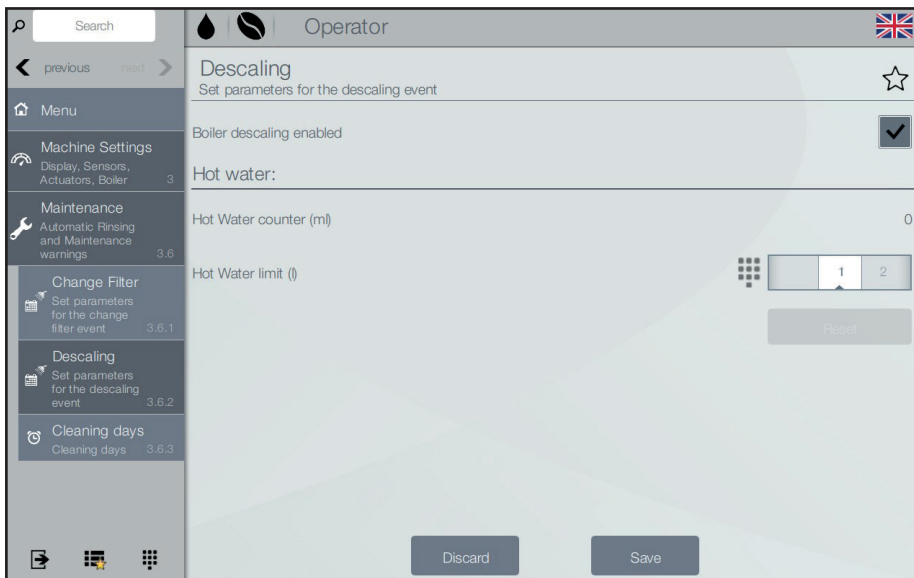 Search
Operator
previous
next
Menu
Machine Settings
Display, Sensors,
Actuators, Boiler 3
Maintenance
Automatic Rinsing
and Maintenance
warnings 3.6
Change Filter
Set parameters
for the change
filter event 3.6.1
Descaling
Set parameters
for the descaling
event 3.6.2
Cleaning days
Cleaning days 3.6.3
Descaling
Set parameters for the descaling event
Boiler descaling enabled
Hot water:
Hot Water counter (ml) 0
Hot Water limit (l) 1 2
Reset
Discard Save